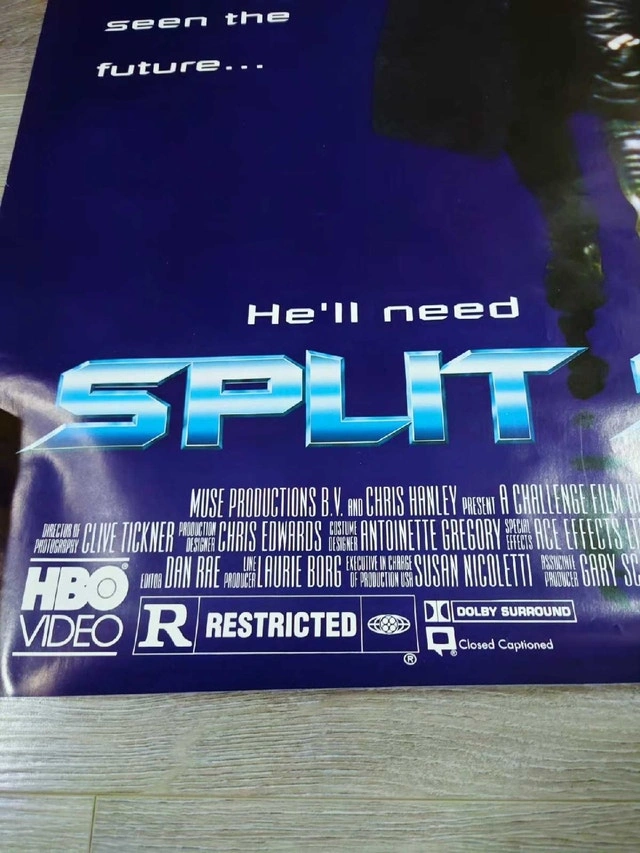 seen the
future...
He'll need
SPLIT
MUSE PRODUCTIONS B.V. AND CHRIS HANLEY PRESENT A CHALLENGE FILM
DIRECTOR OF PHOTOGRAPHY CLIVE TICKNER PRODUCTION DESIGNER CHRIS EDWARDS COSTUME DESIGNER ANTOINETTE GREGORY SPECIAL EFFECTS ACE EFFECTS
EDITOR DAN RAE LINE PRODUCER LAURIE BORG EXECUTIVE IN CHARGE OF PRODUCTION USA SUSAN NICOLETTI ASSOCIATE PRODUCER GARY SC
HBO®
VIDEO
R RESTRICTED ®
DOLBY SURROUND
Closed Captioned